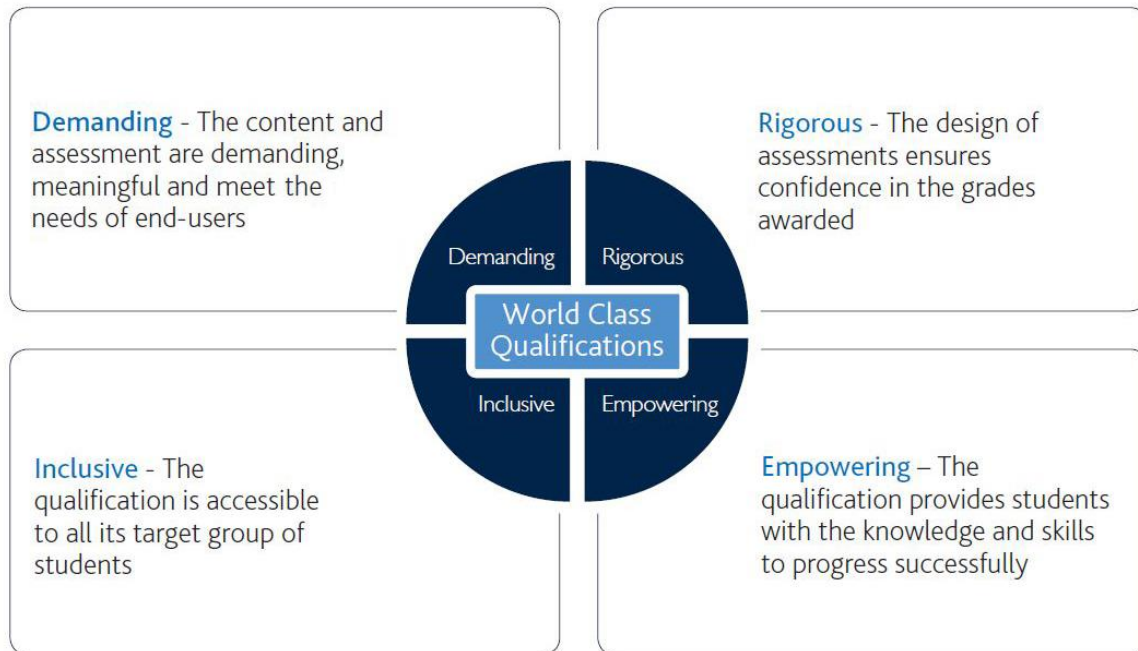 Demanding - The content and
assessment are demanding,
meaningful and meet the
needs of end-users
Rigorous - The design of
assessments ensures
confidence in the grades
awarded
Demanding
Rigorous
World Class
Qualifications
Inclusive
Empowering
Inclusive - The
qualification is accessible
to all its target group of
students
Empowering – The
qualification provides students
with the knowledge and skills
to progress successfully